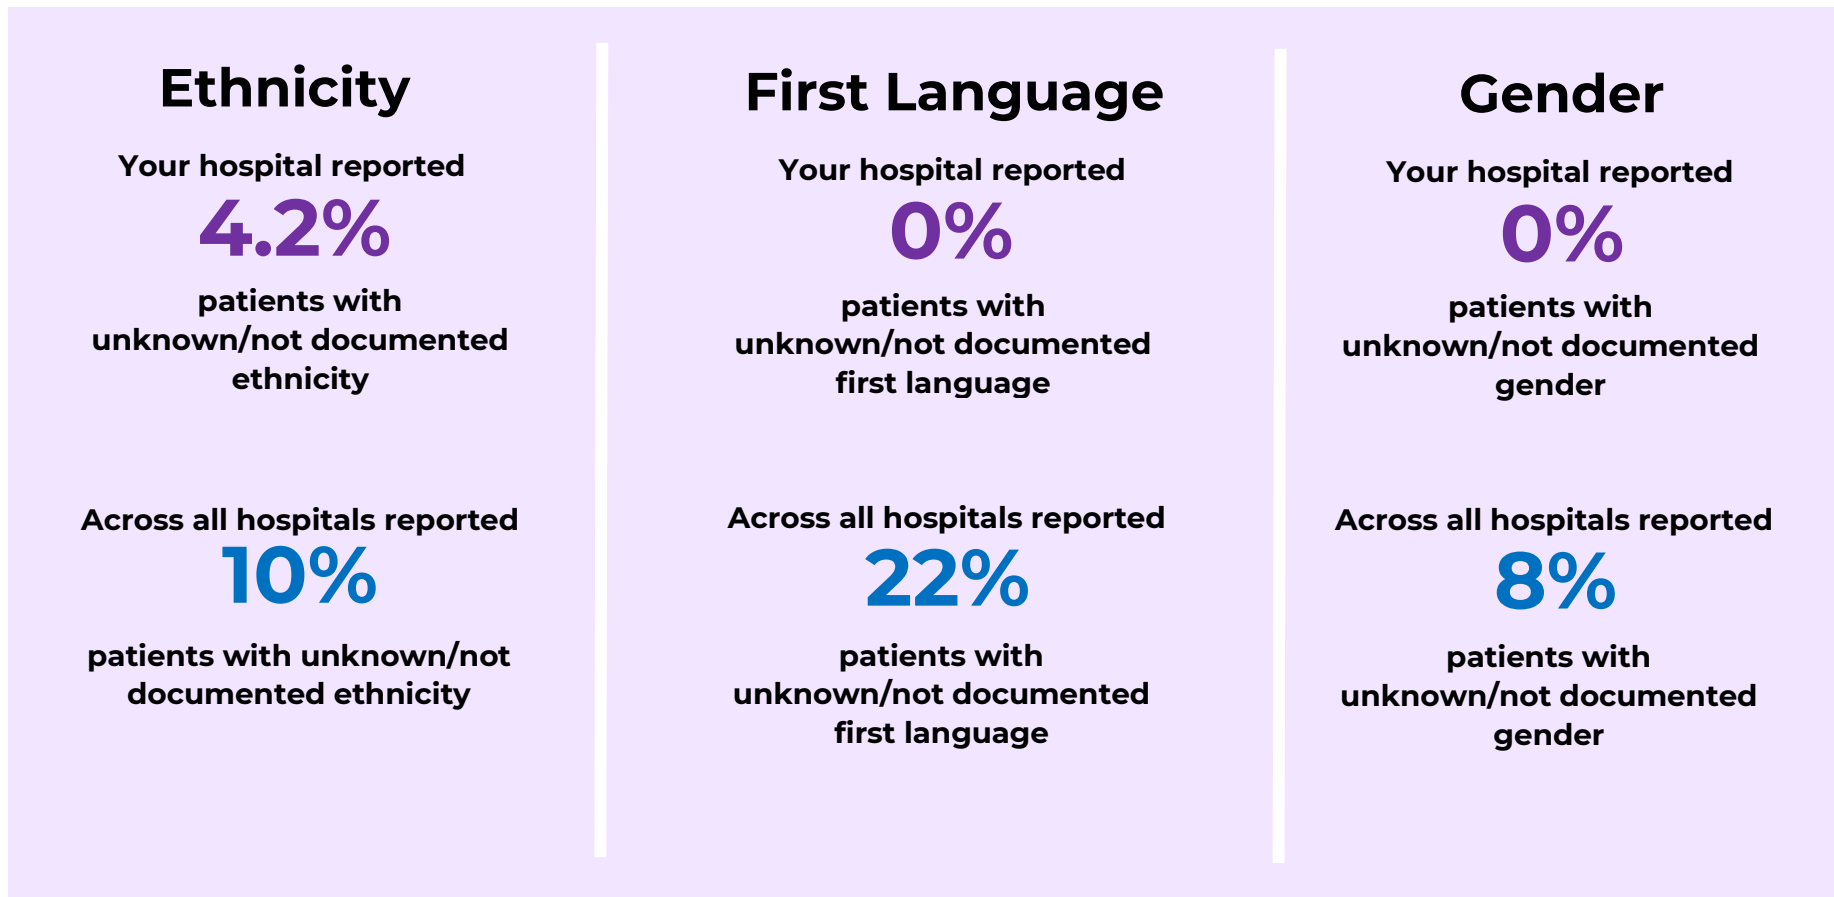 Ethnicity
Your hospital reported
4.2%
patients with
unknown/not documented
ethnicity
Across all hospitals reported
10%
patients with unknown/not
documented ethnicity
First Language
Your hospital reported
0%
patients with
unknown/not documented
first language
Across all hospitals reported
22%
patients with
unknown/not documented
first language
Gender
Your hospital reported
0%
patients with
unknown/not documented
gender
Across all hospitals reported
8%
patients with
unknown/not documented
gender